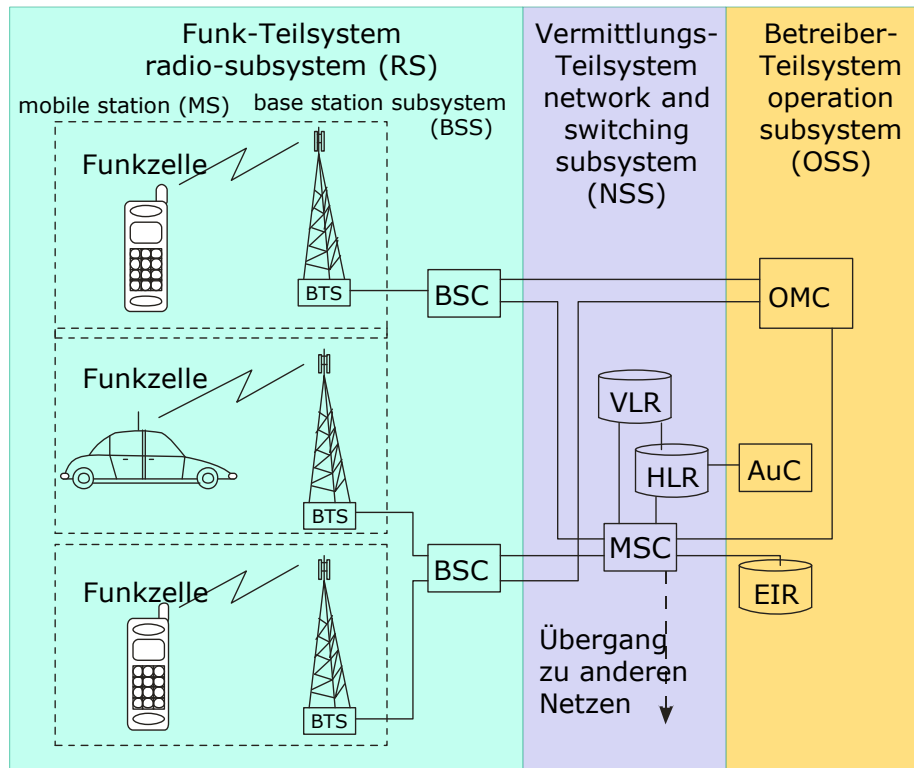 Funk-Teilsystem
radio-subsystem (RS)
mobile station (MS)
base station subsystem
(BSS)
Vermittlungs-
Teilsystem
network and
switching
subsystem
(NSS)
Betreiber-
Teilsystem
operation
subsystem
(OSS)
Funkzelle
BTS
BSC
OMC
Funkzelle
BTS
VLR
HLR
AuC
MSC
BSC
EIR
Funkzelle
BTS
Übergang
zu anderen
Netzen